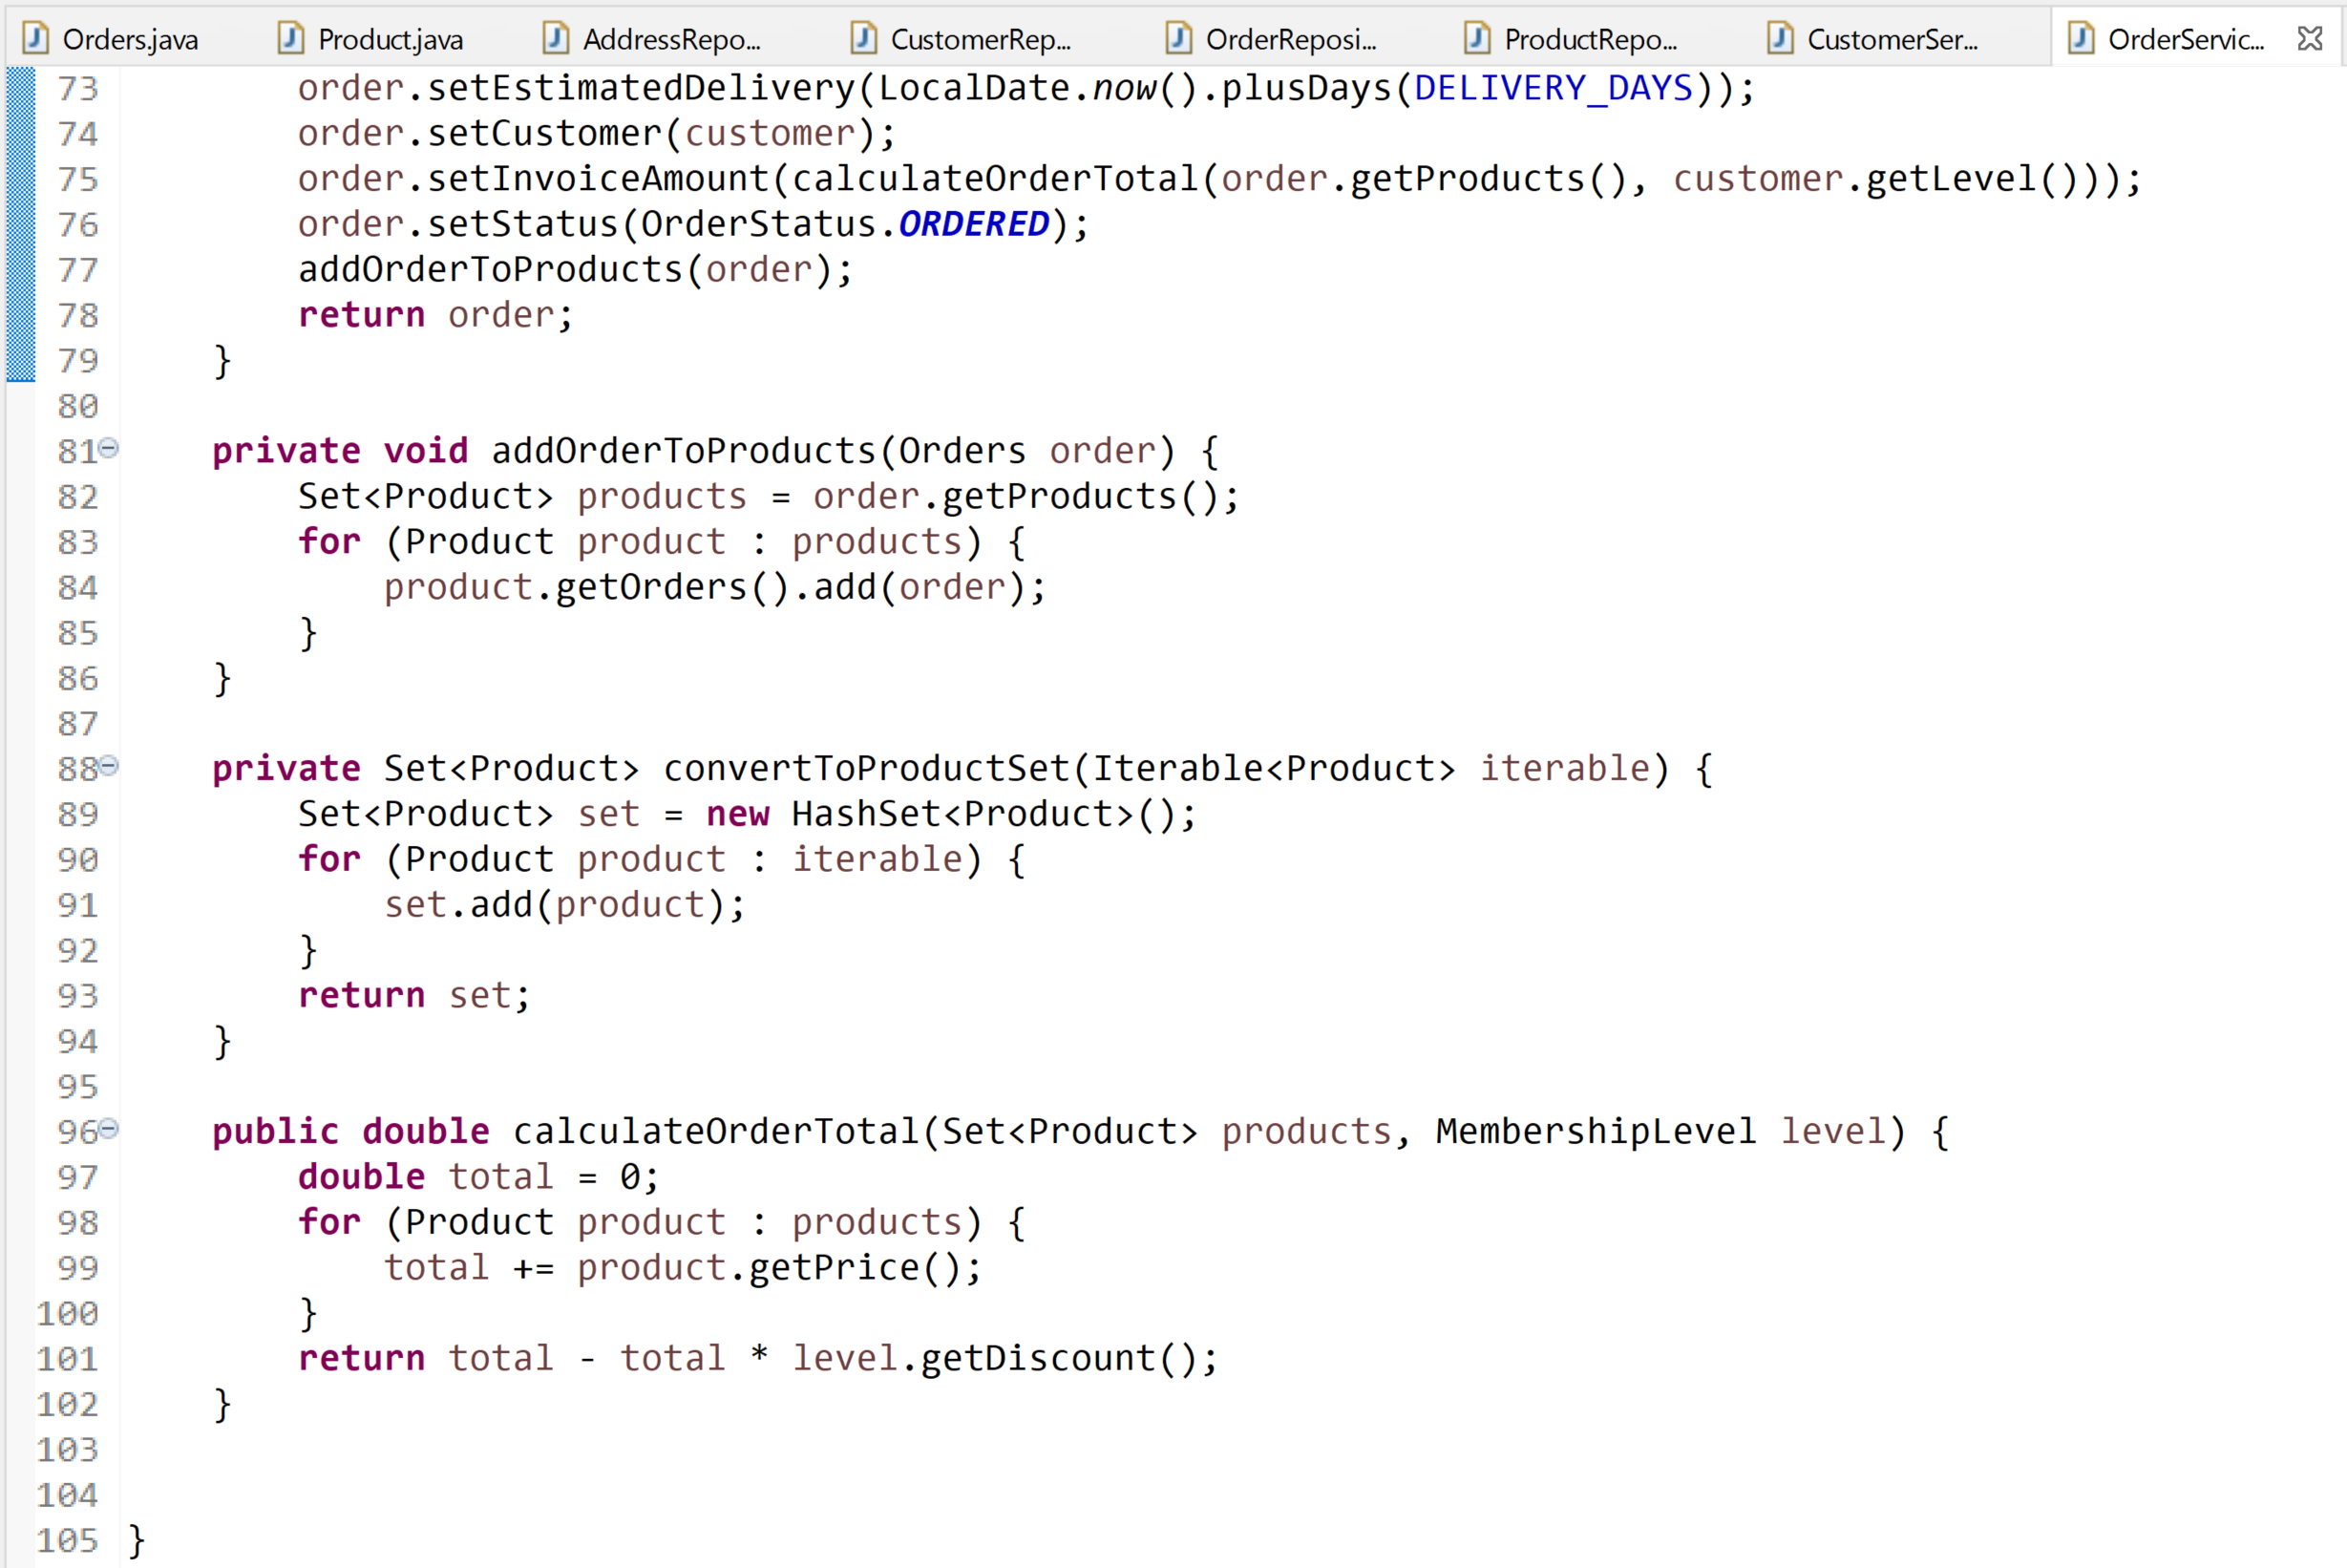 Orders.java Product.java AddressRepo... CustomerRep... OrderReposi... ProductRepo... CustomerSer... OrderServic...
73 order.setEstimatedDelivery(LocalDate.now().plusDays(DELIVERY_DAYS));
74 order.setCustomer(customer);
75 order.setInvoiceAmount(calculateOrderTotal(order.getProducts(), customer.getLevel()));
76 order.setStatus(OrderStatus.ORDERED);
77 addOrderToProducts(order);
78 return order;
79 }
80
81 private void addOrderToProducts(Orders order) {
82 Set<Product> products = order.getProducts();
83 for (Product product : products) {
84 product.getOrders().add(order);
85 }
86 }
87
88 private Set<Product> convertToProductSet(Iterable<Product> iterable) {
89 Set<Product> set = new HashSet<Product>();
90 for (Product product : iterable) {
91 set.add(product);
92 }
93 return set;
94 }
95
96 public double calculateOrderTotal(Set<Product> products, MembershipLevel level) {
97 double total = 0;
98 for (Product product : products) {
99 total += product.getPrice();
100 }
101 return total - total * level.getDiscount();
102 }
103
104
105 }